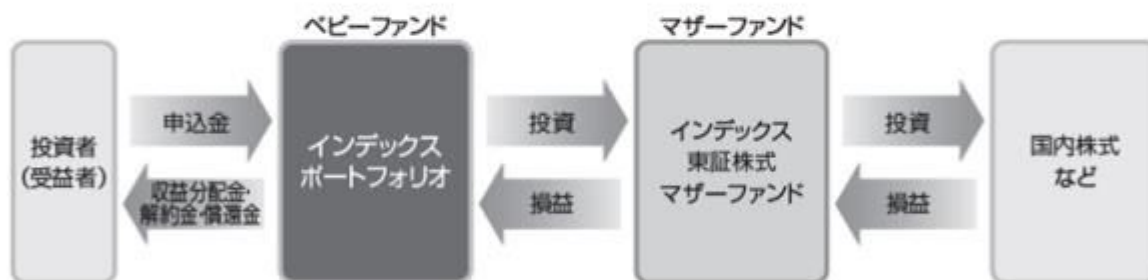 ベビーファンド
マザーファンド
投資者
(受益者)
申込金
収益分配金・
解約金・償還金
インデックス
ポートフォリオ
投資
損益
インデックス
東証株式
マザーファンド
投資
損益
国内株式
など